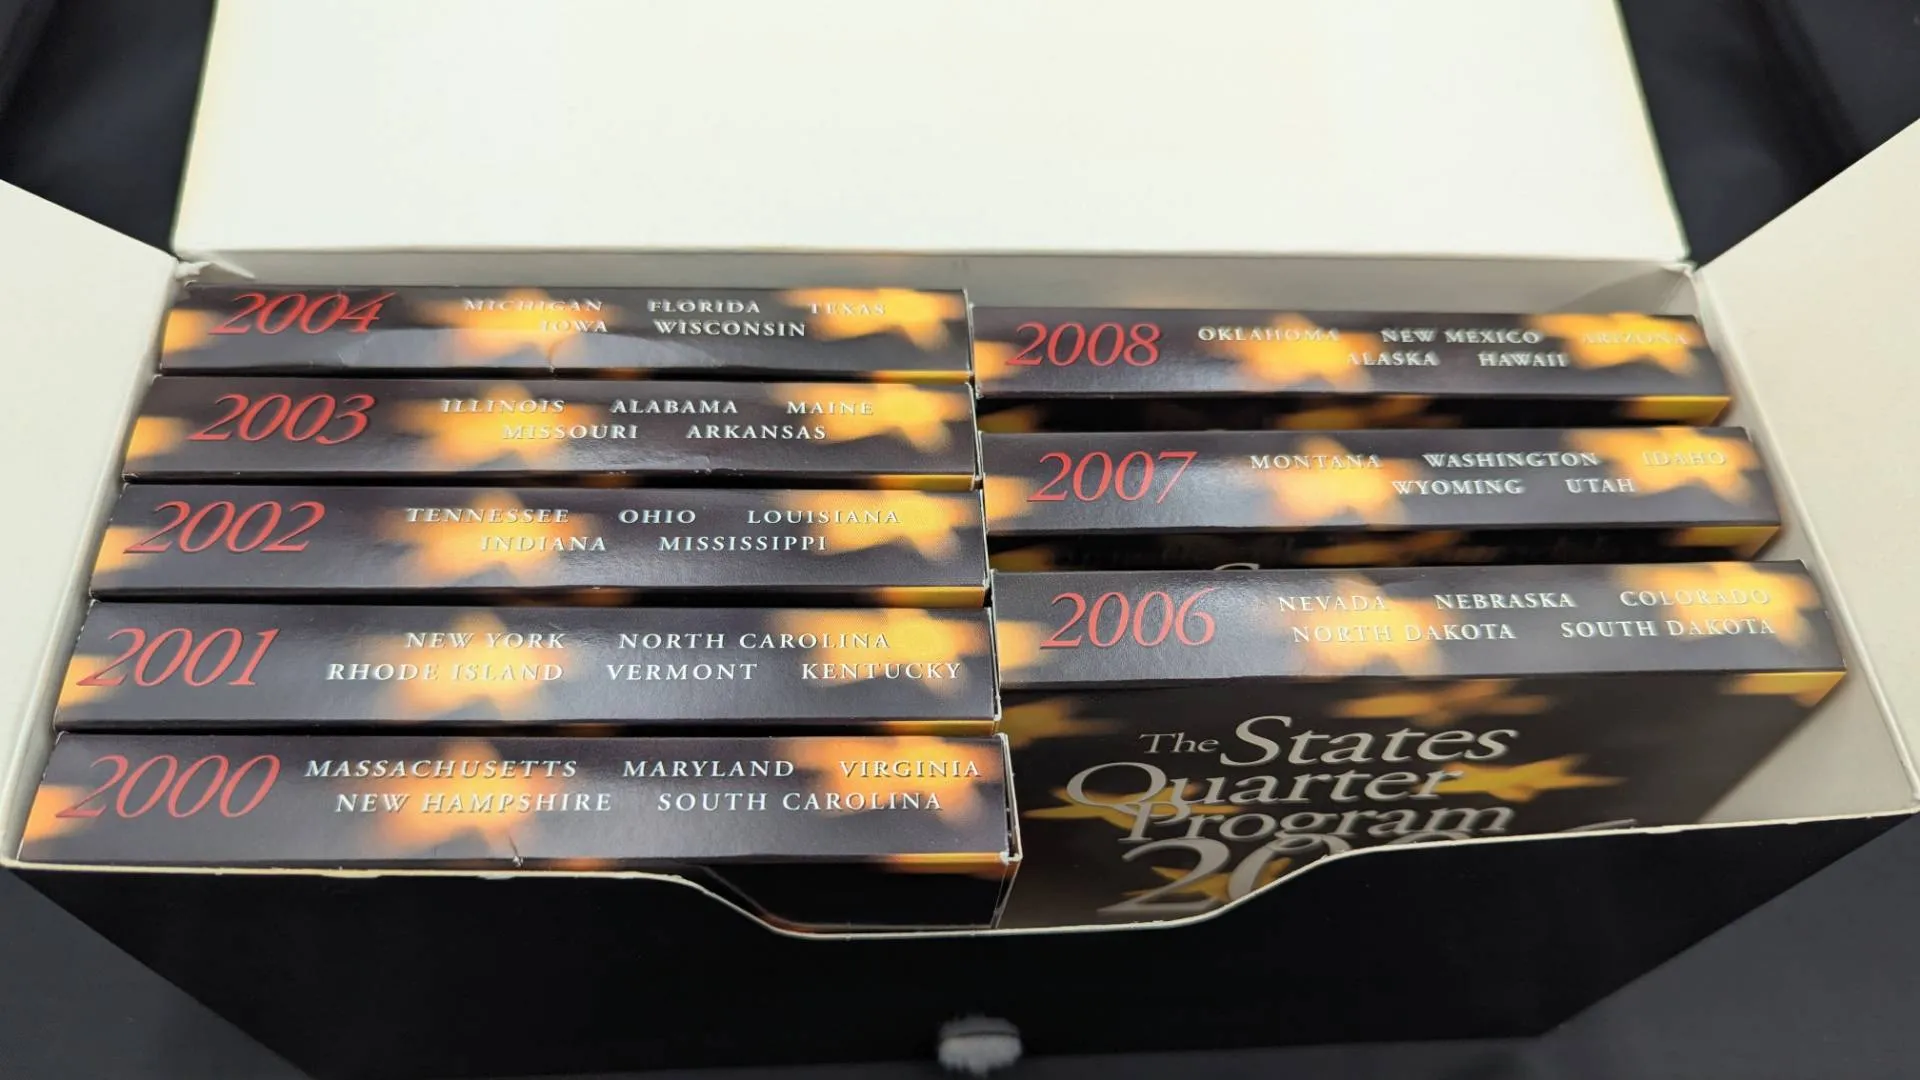 2004 MICHIGAN FLORIDA TEXAS
IOWA WISCONSIN
2003 ILLINOIS ALABAMA MAINE
MISSOURI ARKANSAS
2002 TENNESSEE OHIO LOUISIANA
INDIANA MISSISSIPPI
2001 NEW YORK NORTH CAROLINA
RHODE ISLAND VERMONT KENTUCKY
2000 MASSACHUSETTS MARYLAND VIRGINIA
NEW HAMPSHIRE SOUTH CAROLINA
2008 OKLAHOMA NEW MEXICO ARIZONA
ALASKA HAWAII
2007 MONTANA WASHINGTON IDAHO
WYOMING UTAH
2006 NEVADA NEBRASKA COLORADO
NORTH DAKOTA SOUTH DAKOTA
The States
Quarter
Program